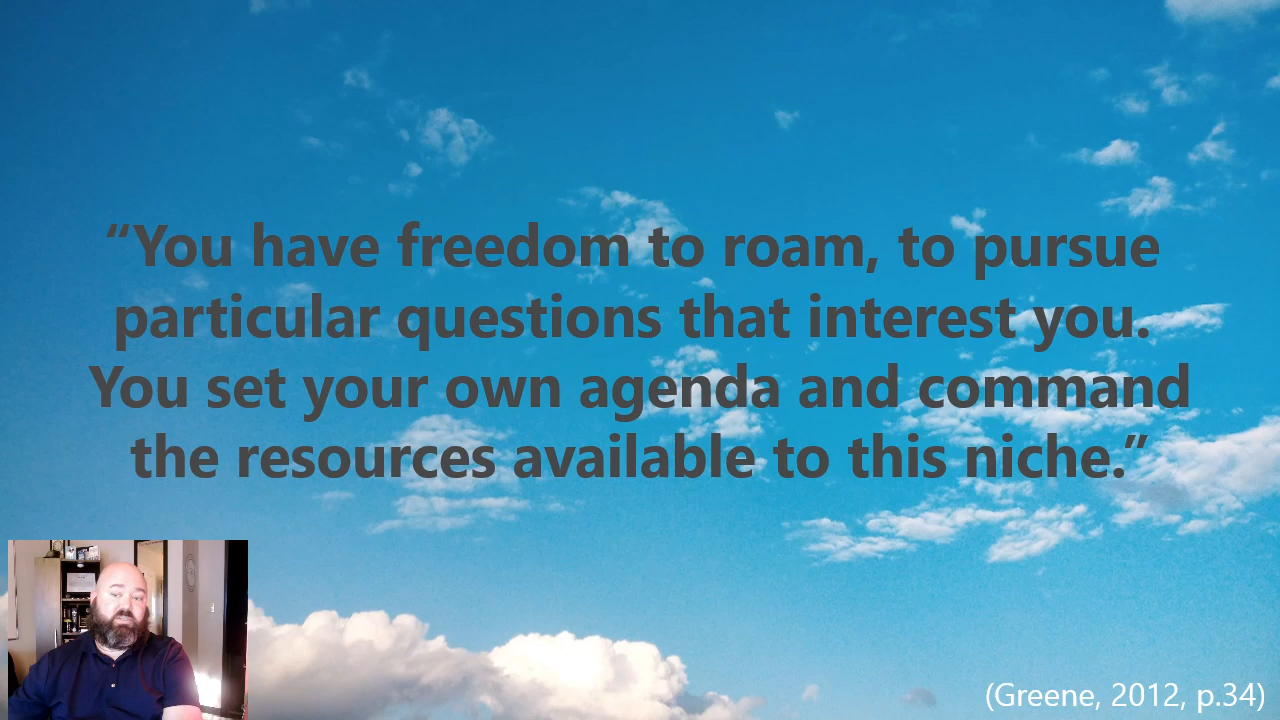 “You have freedom to roam, to pursue
particular questions that interest you.
You set your own agenda and command
the resources available to this niche.”
(Greene, 2012, p.34)